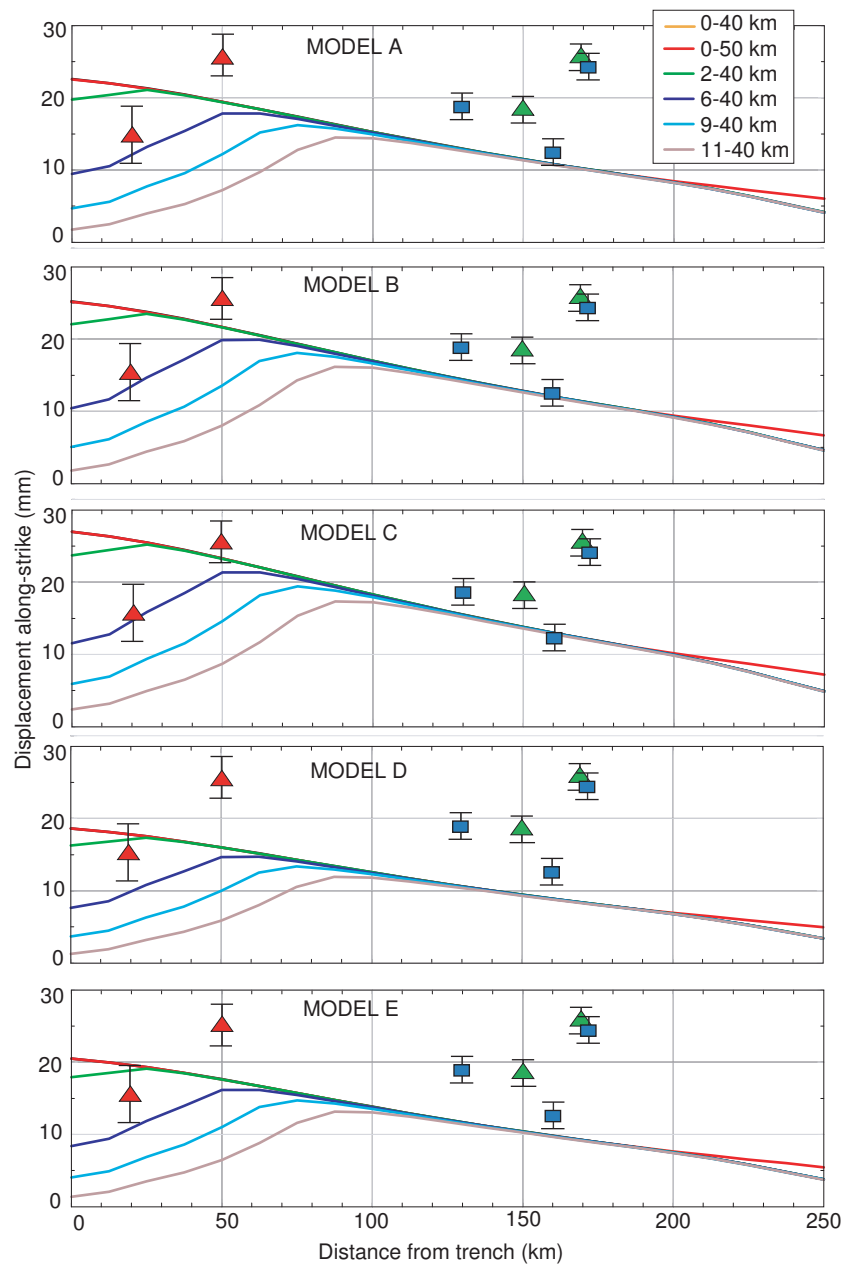 30
20
10
0
MODEL A
0-40 km
0-50 km
2-40 km
6-40 km
9-40 km
11-40 km
30
20
10
0
MODEL B
30
20
10
0
MODEL C
Displacement along-strike (mm)
30
20
10
0
MODEL D
30
20
10
0
MODEL E
0 50 100 150 200 250
Distance from trench (km)